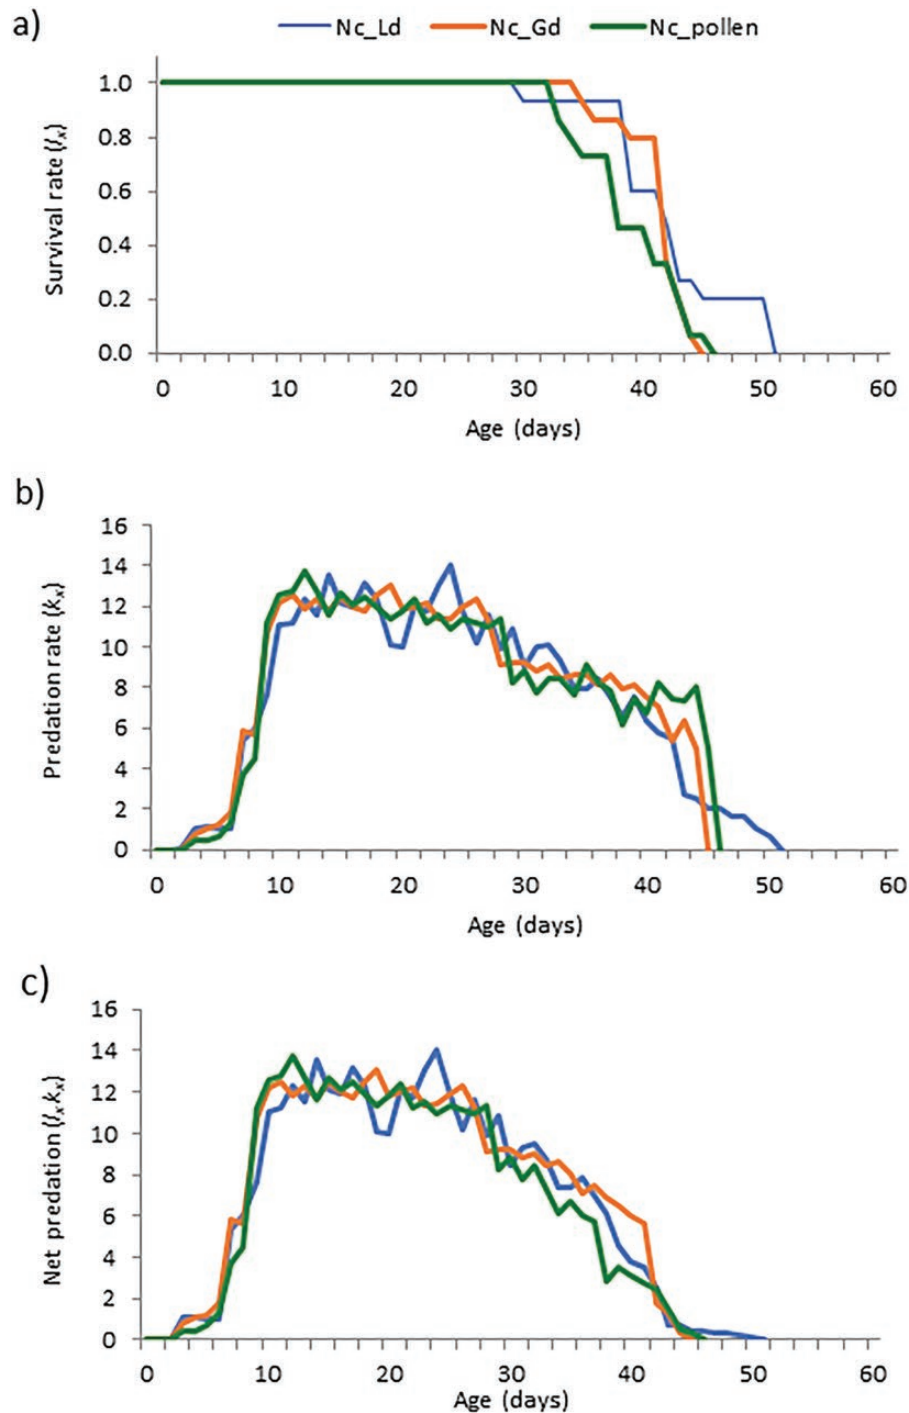 a)
Nc_Ld Nc_Gd Nc_pollen
Survival rate (lₓ)
1.0
0.8
0.6
0.4
0.2
0.0
0 10 20 30 40 50 60
Age (days)
b)
Predation rate (kₓ)
16
14
12
10
8
6
4
2
0
0 10 20 30 40 50 60
Age (days)
c)
Net predation (lₓkₓ)
16
14
12
10
8
6
4
2
0
0 10 20 30 40 50 60
Age (days)